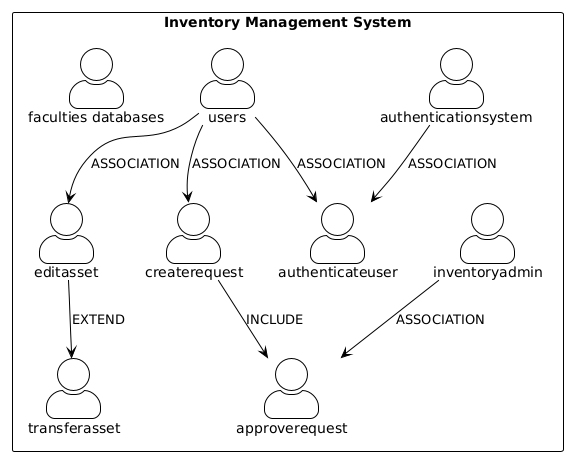 Inventory Management System
faculties databases
users
authenticationsystem
ASSOCIATION
ASSOCIATION
ASSOCIATION
ASSOCIATION
editasset
createrequest
authenticateuser
inventoryadmin
EXTEND
INCLUDE
ASSOCIATION
transferasset
approverequest